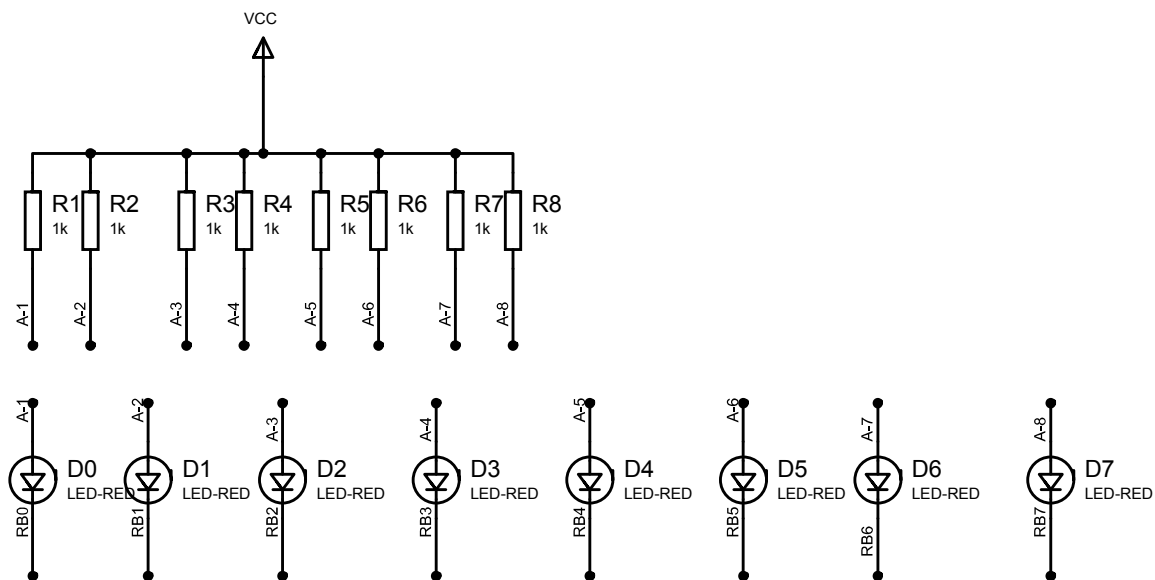 VCC
R1
1k
R2
1k
R3
1k
R4
1k
R5
1k
R6
1k
R7
1k
R8
1k
A-1
A-2
A-3
A-4
A-5
A-6
A-7
A-8
A-1
A-2
A-3
A-4
A-5
A-6
A-7
A-8
D0
LED-RED
D1
LED-RED
D2
LED-RED
D3
LED-RED
D4
LED-RED
D5
LED-RED
D6
LED-RED
D7
LED-RED
RB0
RB1
RB2
RB3
RB4
RB5
RB6
RB7